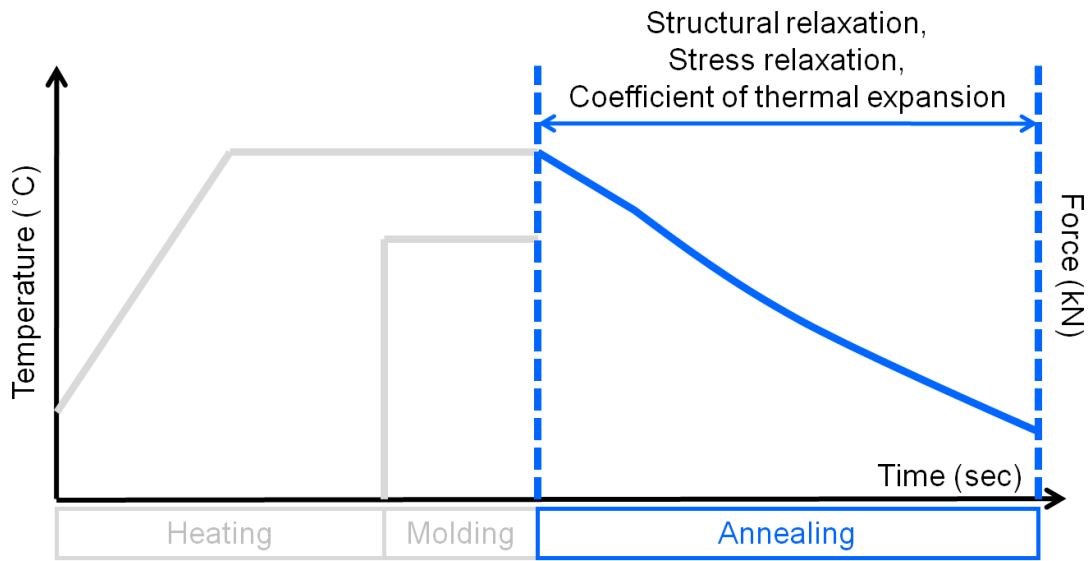 Structural relaxation,
Stress relaxation,
Coefficient of thermal expansion
Temperature (°C)
Force (kN)
Time (sec)
Heating
Molding
Annealing